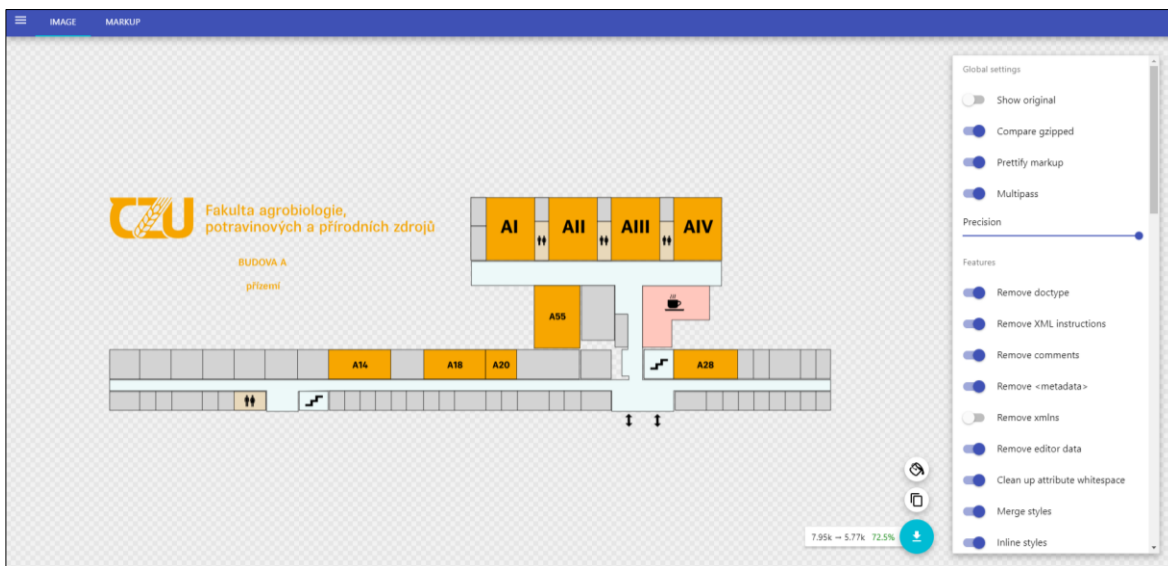 IMAGE MARKUP
Global settings
Show original
Compare gzipped
Prettify markup
Multipass
Precision
Features
Remove doctype
Remove XML instructions
Remove comments
Remove <metadata>
Remove xmlns
Remove editor data
Clean up attribute whitespace
Merge styles
Inline styles
CZU
Fakulta agrobiologie,
potravinových a přírodních zdrojů
BUDOVA A
přízemí
AI AII AIII AIV
A55
A14 A18 A20 A28
7.95k → 5.77k 72.5%